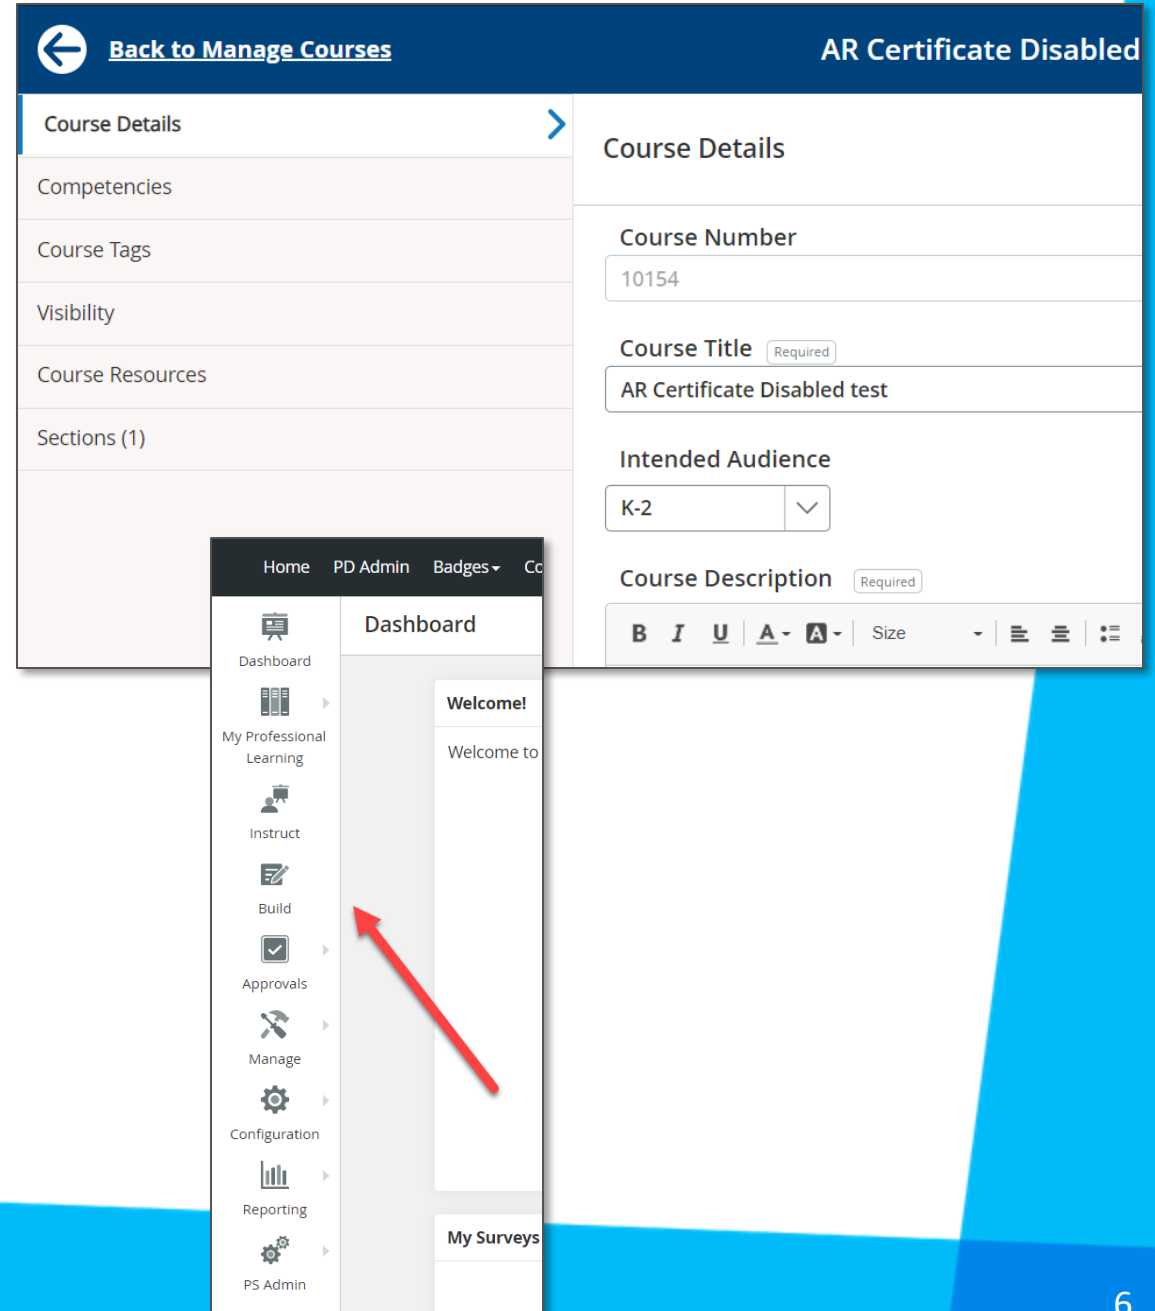 Back to Manage Courses
AR Certificate Disabled
Course Details
Competencies
Course Tags
Visibility
Course Resources
Sections (1)
Course Details
Course Number
10154
Course Title Required
AR Certificate Disabled test
Intended Audience
K-2
Course Description Required
B I U A A Size
Home PD Admin Badges Co
Dashboard
My Professional
Learning
Instruct
Build
Approvals
Manage
Configuration
Reporting
PS Admin
Dashboard
Welcome!
Welcome to
My Surveys
6